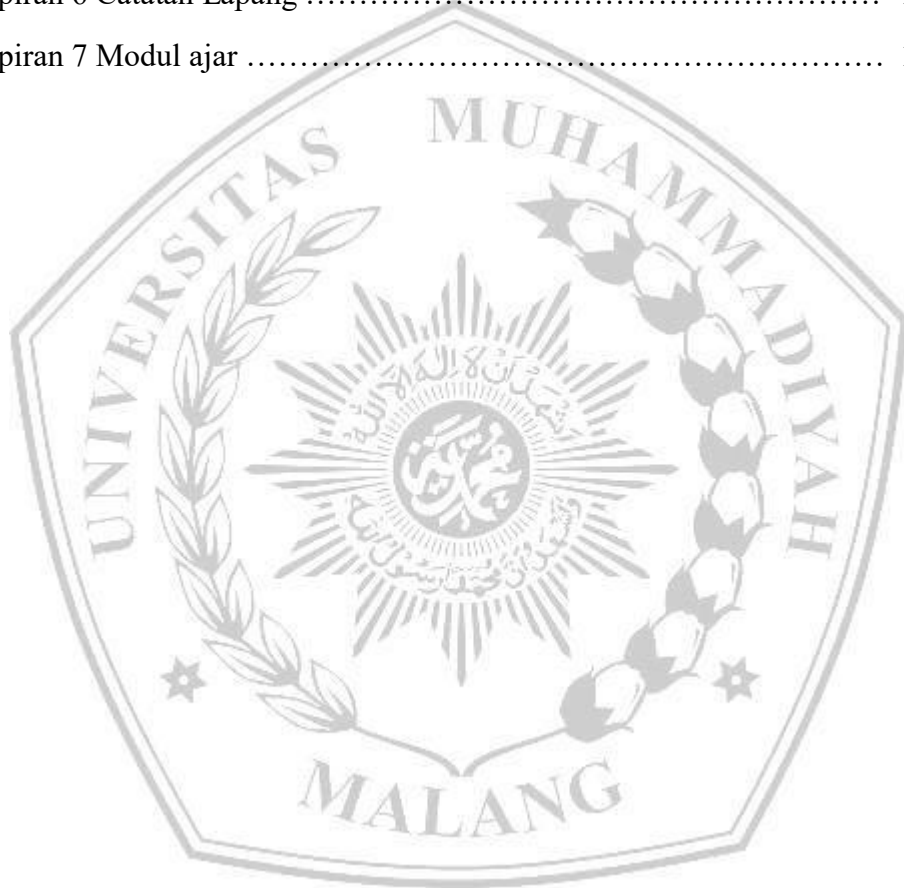 piran 6 Catatan Lapang ……………………………………………
piran 7 Modul ajar …………………………………………………
UNIVERSITAS MUHAMMADIYAH
MALANG